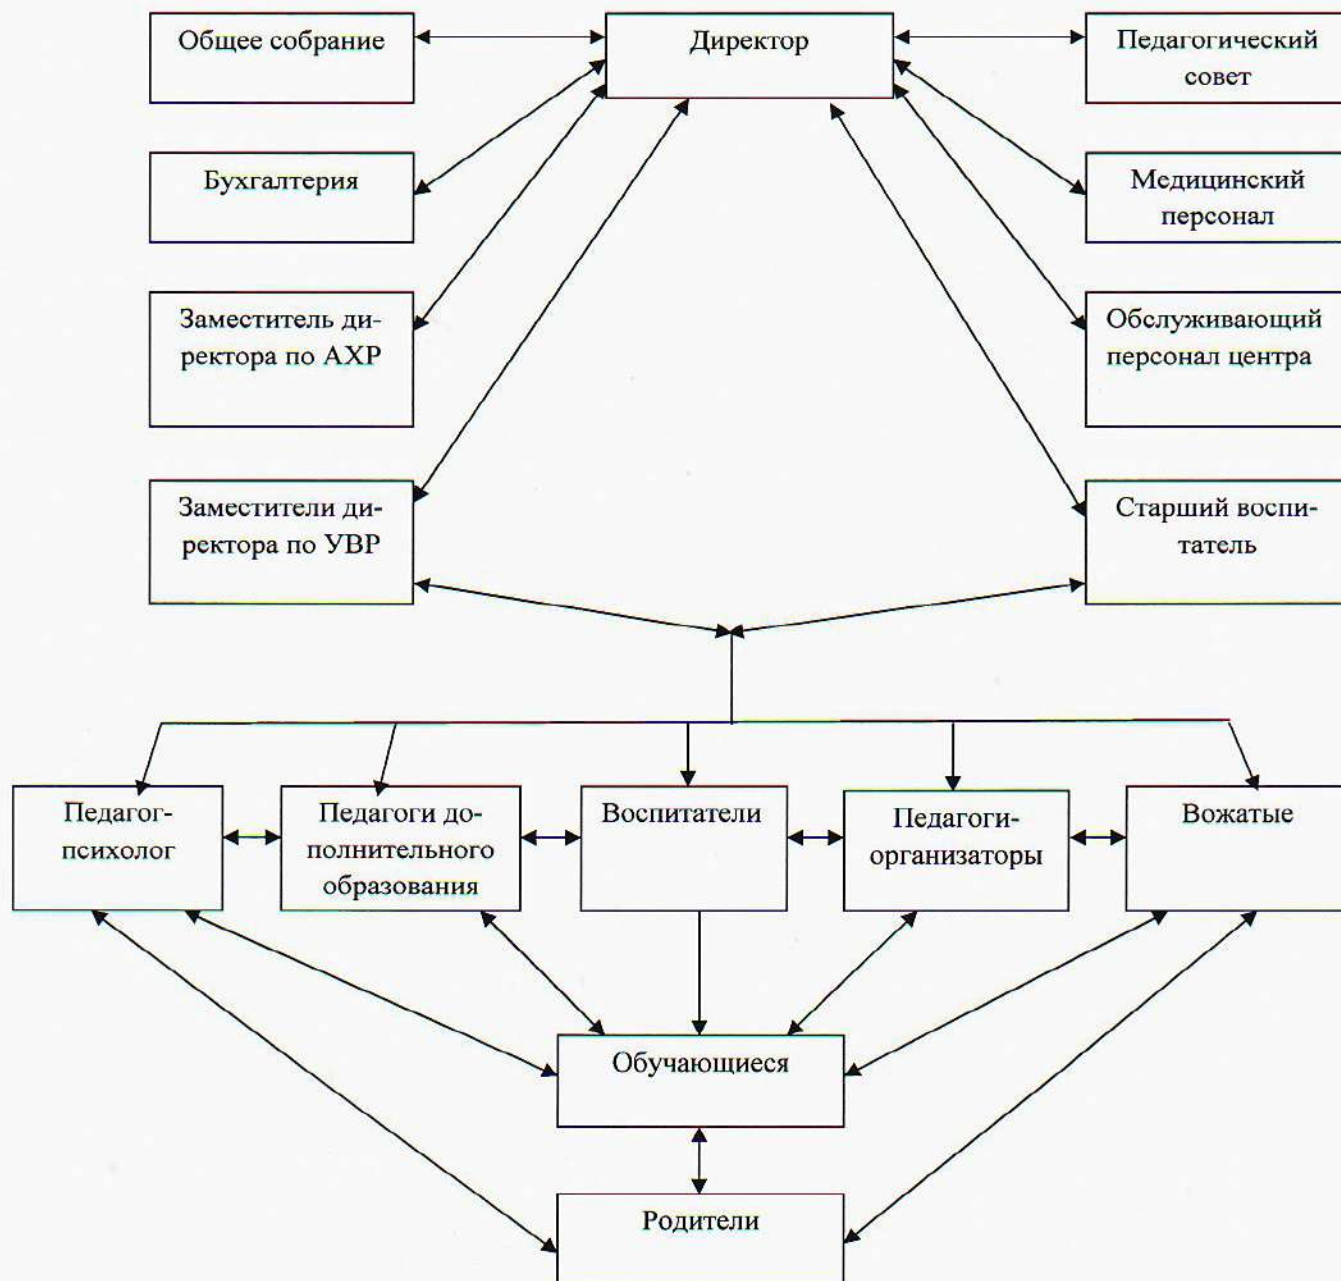 Общее собрание
Директор
Педагогический
совет
Бухгалтерия
Медицинский
персонал
Заместитель ди-
ректора по АХР
Обслуживающий
персонал центра
Заместители ди-
ректора по УВР
Старший воспи-
татель
Педагог-
психолог
Педагоги до-
полнительного
образования
Воспитатели
Педагоги-
организаторы
Вожатые
Обучающиеся
Родители